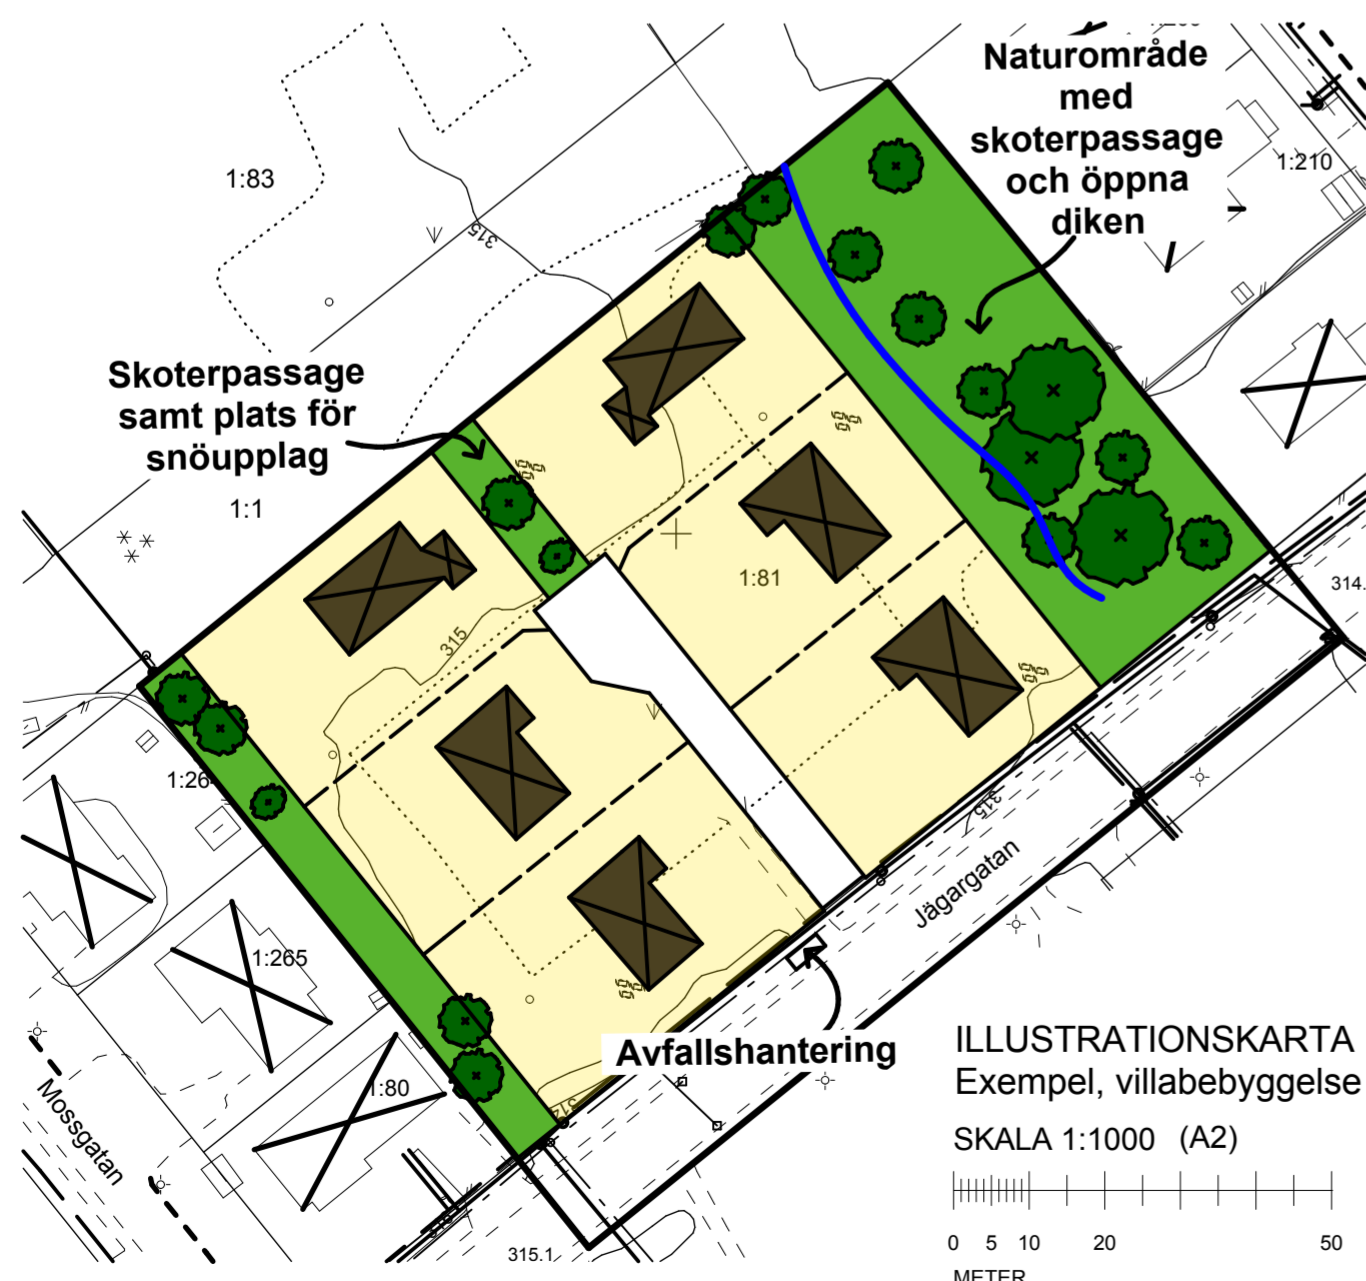 Naturområde
med
skoterpassage
och öppna
diken
1:210
1:83
315
Skoterpassage
samt plats för
snöupplag
1:1
1:81
314.
315
1:264
315
Jägargatan
1:265
Avfallshantering
1:80
Mossgatan
315.1
ILLUSTRATIONSKARTA
Exempel, villabebyggelse
SKALA 1:1000 (A2)
0 5 10 20 50
METER